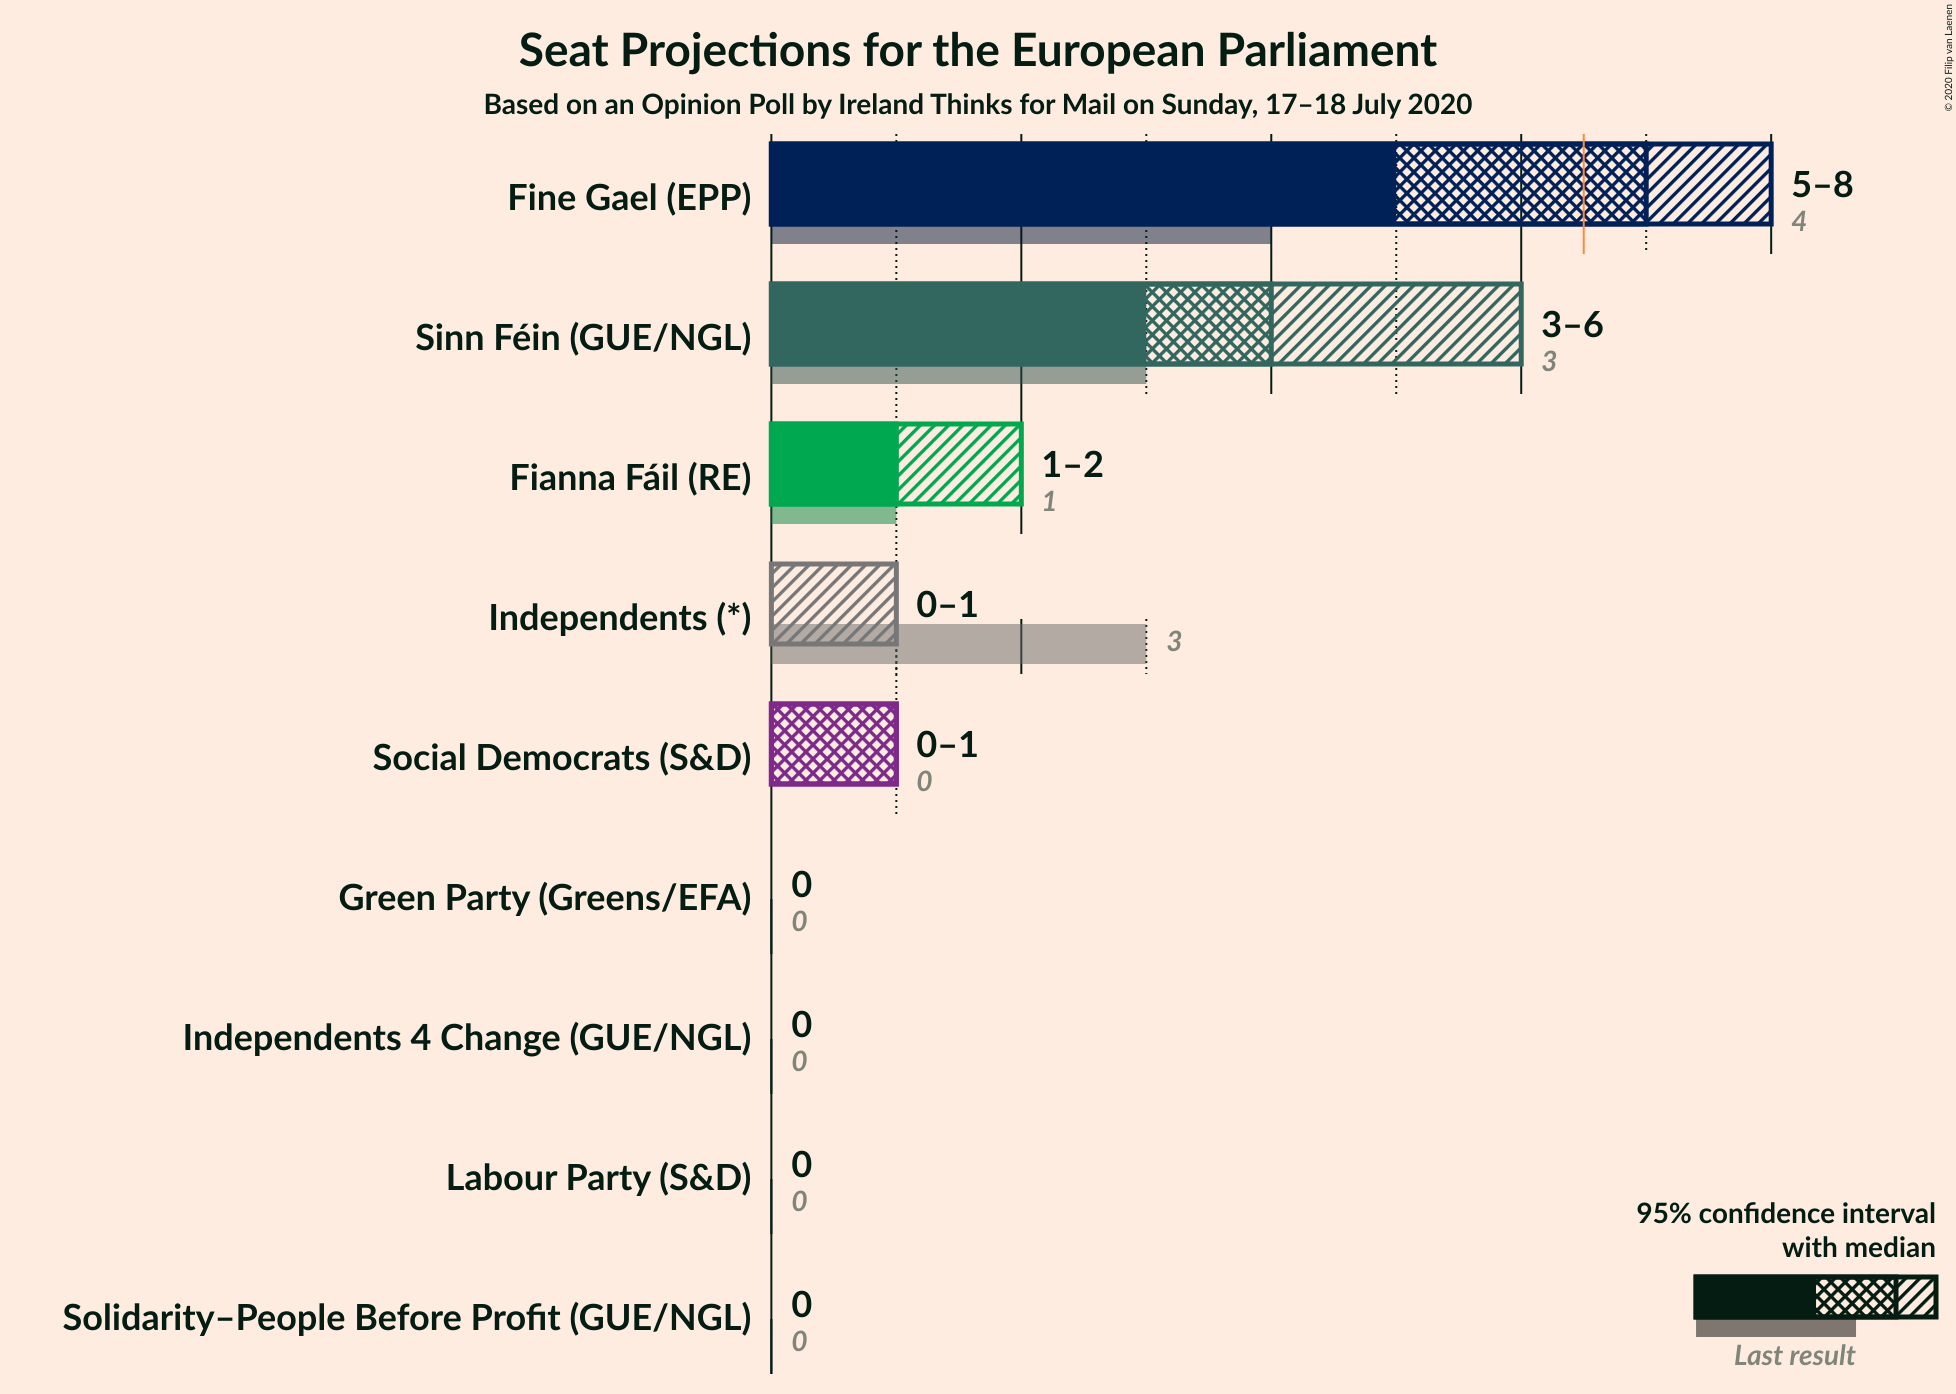 Seat Projections for the European Parliament
Based on an Opinion Poll by Ireland Thinks for Mail on Sunday, 17–18 July 2020
© 2020 Filip van Laenen
Fine Gael (EPP)
5–8
4
Sinn Féin (GUE/NGL)
3–6
3
Fianna Fáil (RE)
1–2
1
Independents (*)
0–1
3
Social Democrats (S&D)
0–1
0
Green Party (Greens/EFA)
0
0
Independents 4 Change (GUE/NGL)
0
0
Labour Party (S&D)
0
0
Solidarity–People Before Profit (GUE/NGL)
0
0
95% confidence interval
with median
Last result